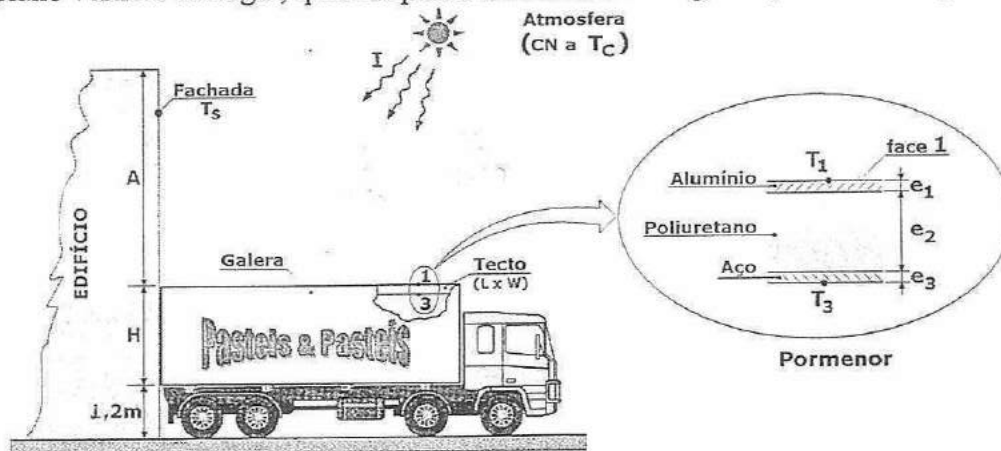 Atmosfera
(CN a T_C)
I
Fachada
T_S
A
EDIFÍCIO
Galera
1
3
Tecto
(L x W)
H
Pasteis & Pasteis
1,2m
face 1
T_1
Alumínio
e_1
Poliuretano
e_2
Aço
e_3
T_3
Pormenor